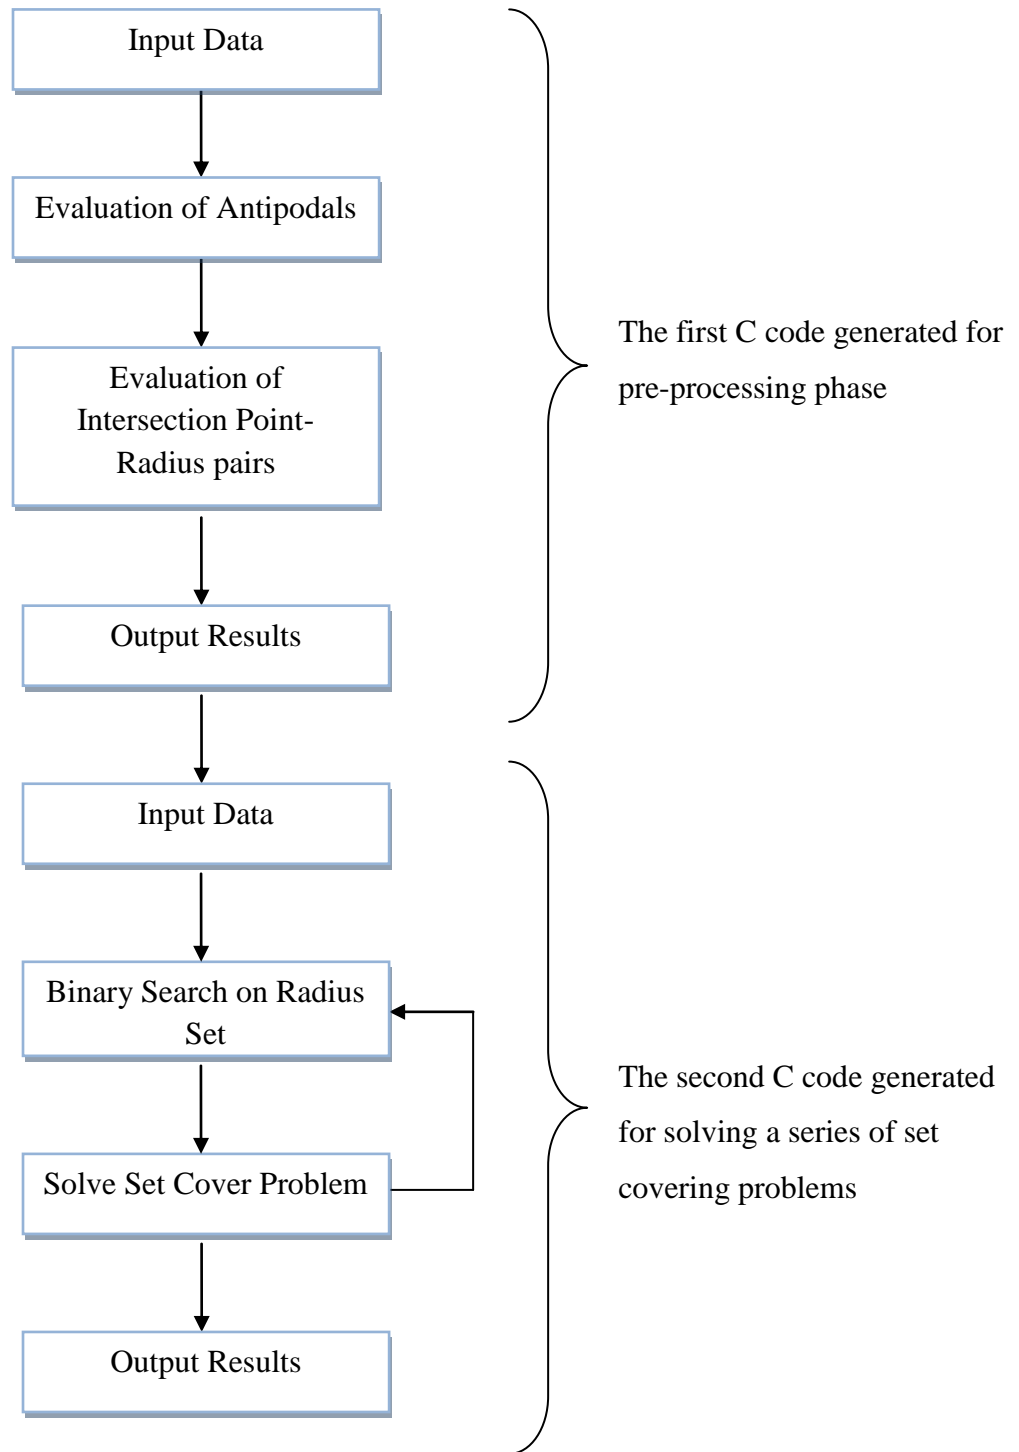 Input Data
Evaluation of Antipodals
Evaluation of
Intersection Point-
Radius pairs
Output Results
The first C code generated for
pre-processing phase
Input Data
Binary Search on Radius
Set
Solve Set Cover Problem
Output Results
The second C code generated
for solving a series of set
covering problems